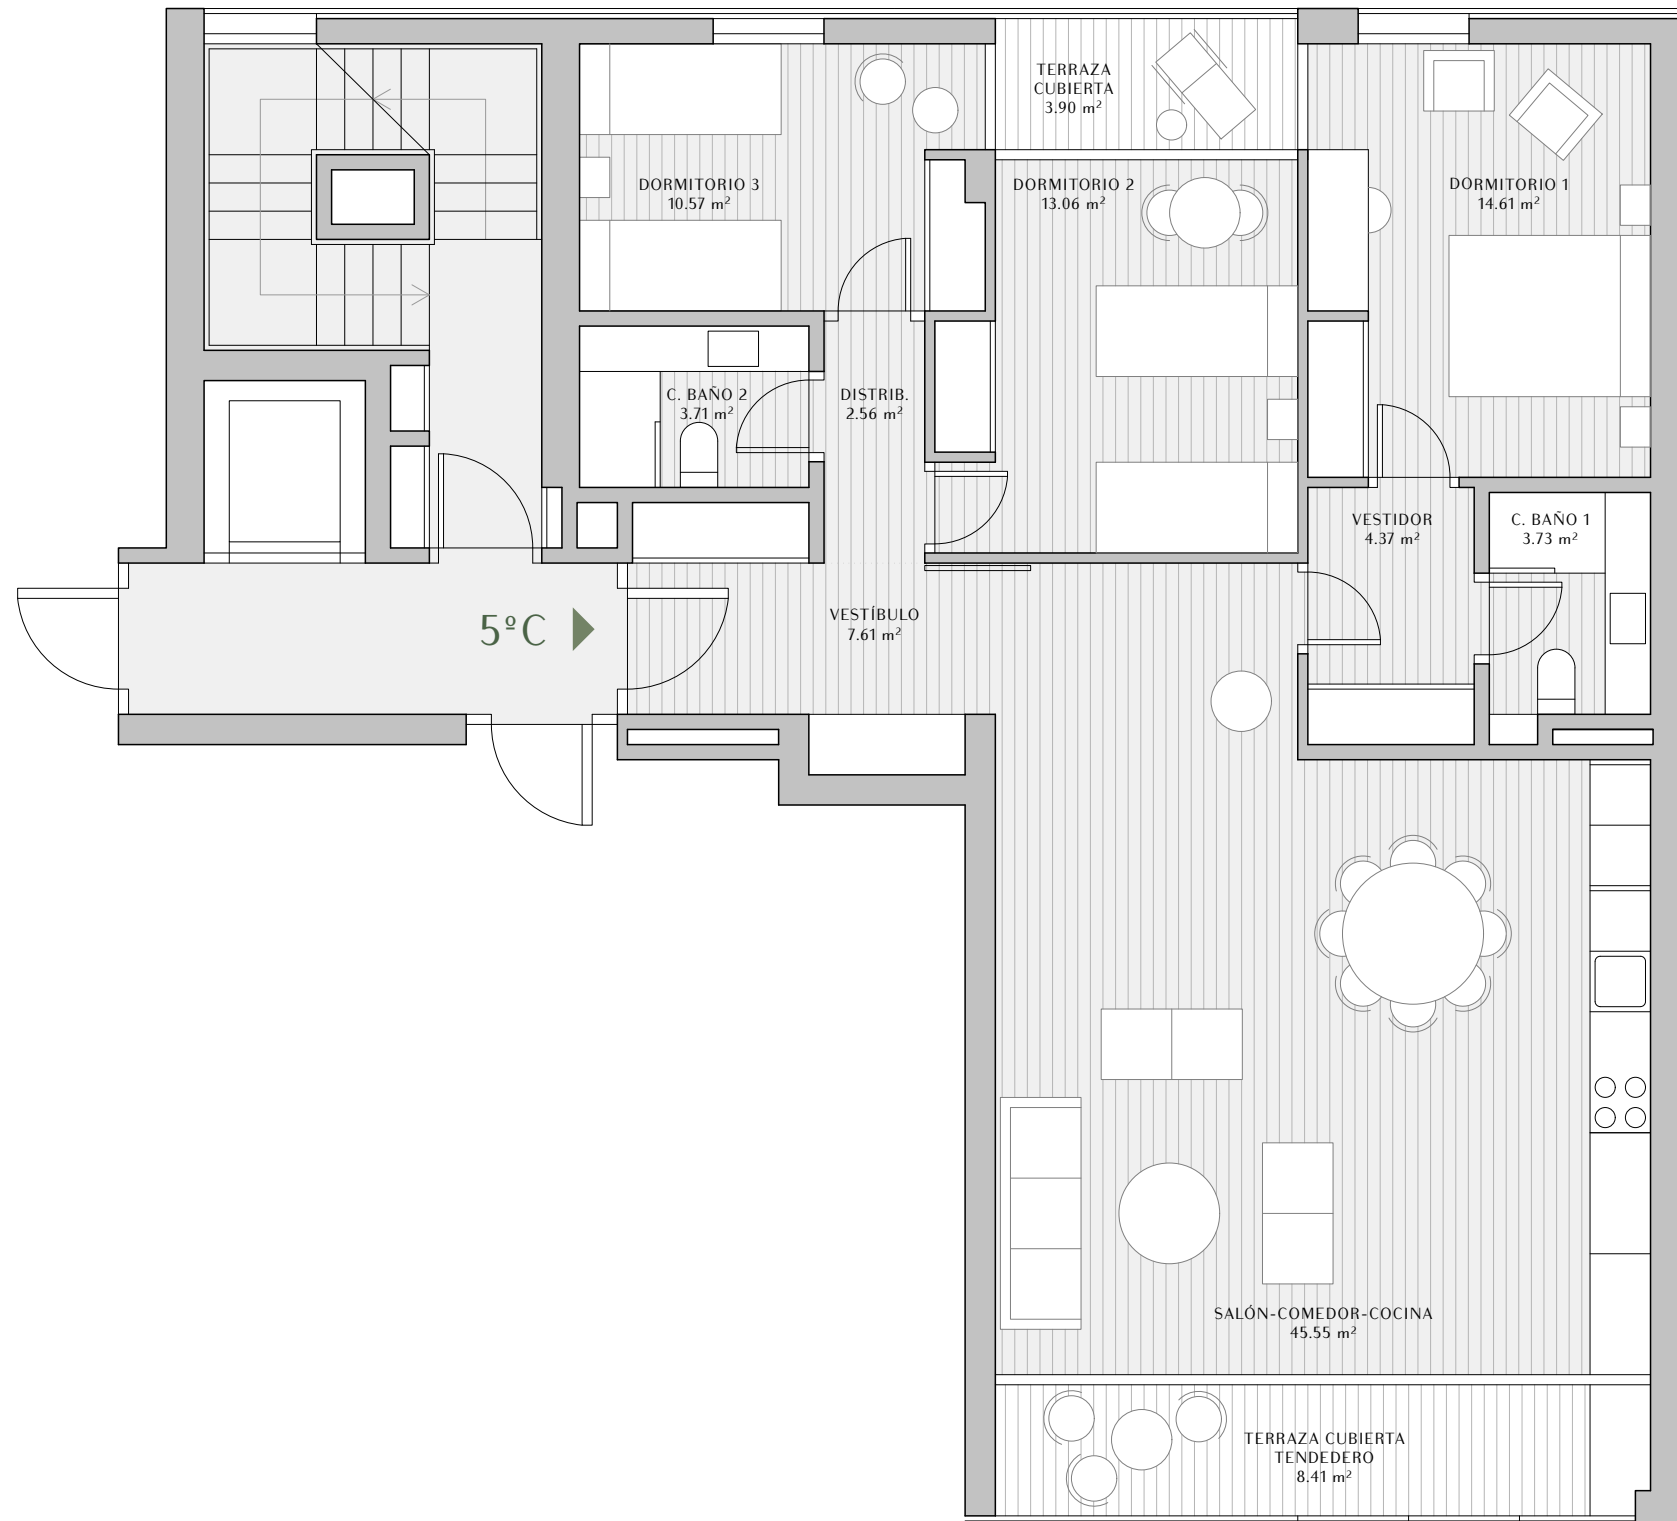 TERRAZA
CUBIERTA
3.90 m²
DORMITORIO 3
10.57 m²
DORMITORIO 2
13.06 m²
DORMITORIO 1
14.61 m²
C. BAÑO 2
3.71 m²
DISTRIB.
2.56 m²
VESTIDOR
4.37 m²
C. BAÑO 1
3.73 m²
5ºC
VESTÍBULO
7.61 m²
SALÓN-COMEDOR-COCINA
45.55 m²
TERRAZA CUBIERTA
TENDEDERO
8.41 m²